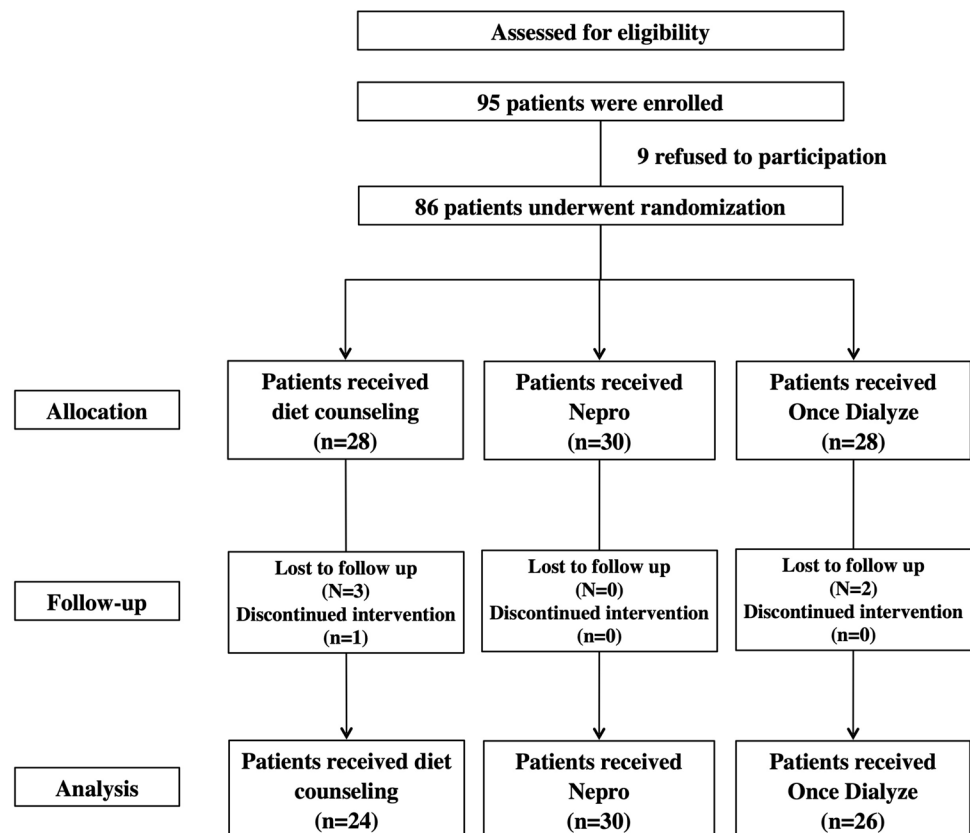 Assessed for eligibility
95 patients were enrolled
9 refused to participation
86 patients underwent randomization
Allocation
Patients received
diet counseling
(n=28)
Patients received
Nepro
(n=30)
Patients received
Once Dialyze
(n=28)
Follow-up
Lost to follow up
(N=3)
Discontinued intervention
(n=1)
Lost to follow up
(N=0)
Discontinued intervention
(n=0)
Lost to follow up
(N=2)
Discontinued intervention
(n=0)
Analysis
Patients received diet
counseling
(n=24)
Patients received
Nepro
(n=30)
Patients received
Once Dialyze
(n=26)